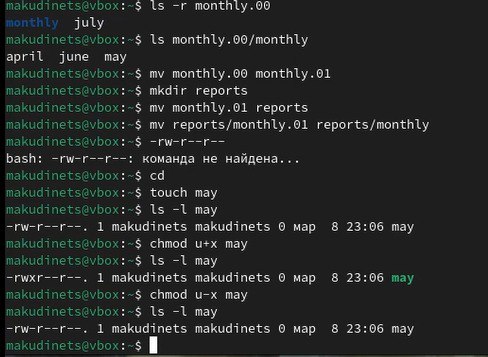 makudinets@vbox:~$ ls -r monthly.00
monthly  july
makudinets@vbox:~$ ls monthly.00/monthly
april  june  may
makudinets@vbox:~$ mv monthly.00 monthly.01
makudinets@vbox:~$ mkdir reports
makudinets@vbox:~$ mv monthly.01 reports
makudinets@vbox:~$ mv reports/monthly.01 reports/monthly
makudinets@vbox:~$ -rw-r--r--
bash: -rw-r--r--: команда не найдена...
makudinets@vbox:~$ cd
makudinets@vbox:~$ touch may
makudinets@vbox:~$ ls -l may
-rw-r--r--. 1 makudinets makudinets 0 мар  8 23:06 may
makudinets@vbox:~$ chmod u+x may
makudinets@vbox:~$ ls -l may
-rwxr--r--. 1 makudinets makudinets 0 мар  8 23:06 may
makudinets@vbox:~$ chmod u-x may
makudinets@vbox:~$ ls -l may
-rw-r--r--. 1 makudinets makudinets 0 мар  8 23:06 may
makudinets@vbox:~$